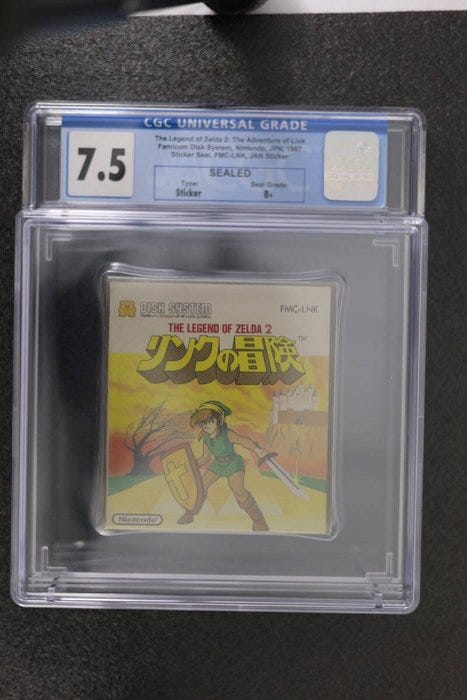 CGC UNIVERSAL GRADE
7.5
The Legend of Zelda 2: The Adventure of Link
Famicom Disk System, Nintendo, JPN, 1987
Sticker Seal, FMC-LNK, JAN Sticker
SEALED
Type: Seal Grade:
Sticker B+
DISK SYSTEM FMC-LNK
THE LEGEND OF ZELDA 2
リンクの冒険™
Nintendo